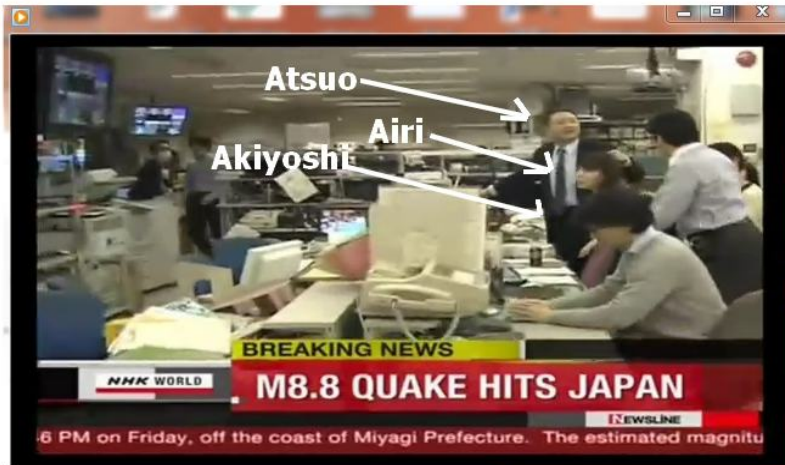 Atsuo
Airi
Akiyoshi
BREAKING NEWS
NHK WORLD
M8.8 QUAKE HITS JAPAN
NEWSLINE
6 PM on Friday, off the coast of Miyagi Prefecture. The estimated magnitu